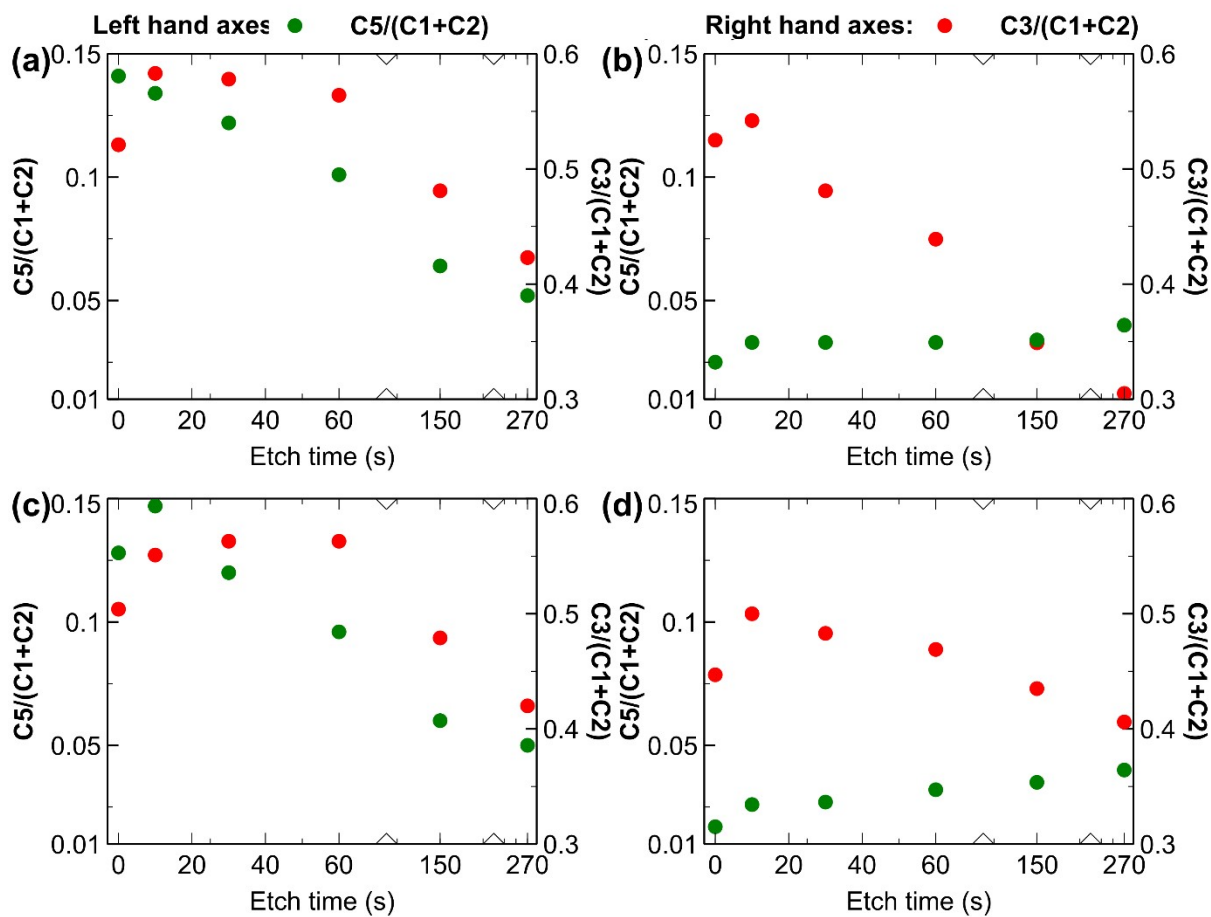 Left hand axes C5/(C1+C2) Right hand axes: C3/(C1+C2)
(a) (b)
0.15 0.6 0.15 0.6
0.1 0.5 0.1 0.5
0.05 0.4 0.05 0.4
0.01 0.3 0.01 0.3
C5/(C1+C2) C3/(C1+C2) C5/(C1+C2) C3/(C1+C2)
0 20 40 60 150 270 0 20 40 60 150 270
Etch time (s) Etch time (s)
(c) (d)
0.15 0.6 0.15 0.6
0.1 0.5 0.1 0.5
0.05 0.4 0.05 0.4
0.01 0.3 0.01 0.3
C5/(C1+C2) C3/(C1+C2) C5/(C1+C2) C3/(C1+C2)
0 20 40 60 150 270 0 20 40 60 150 270
Etch time (s) Etch time (s)